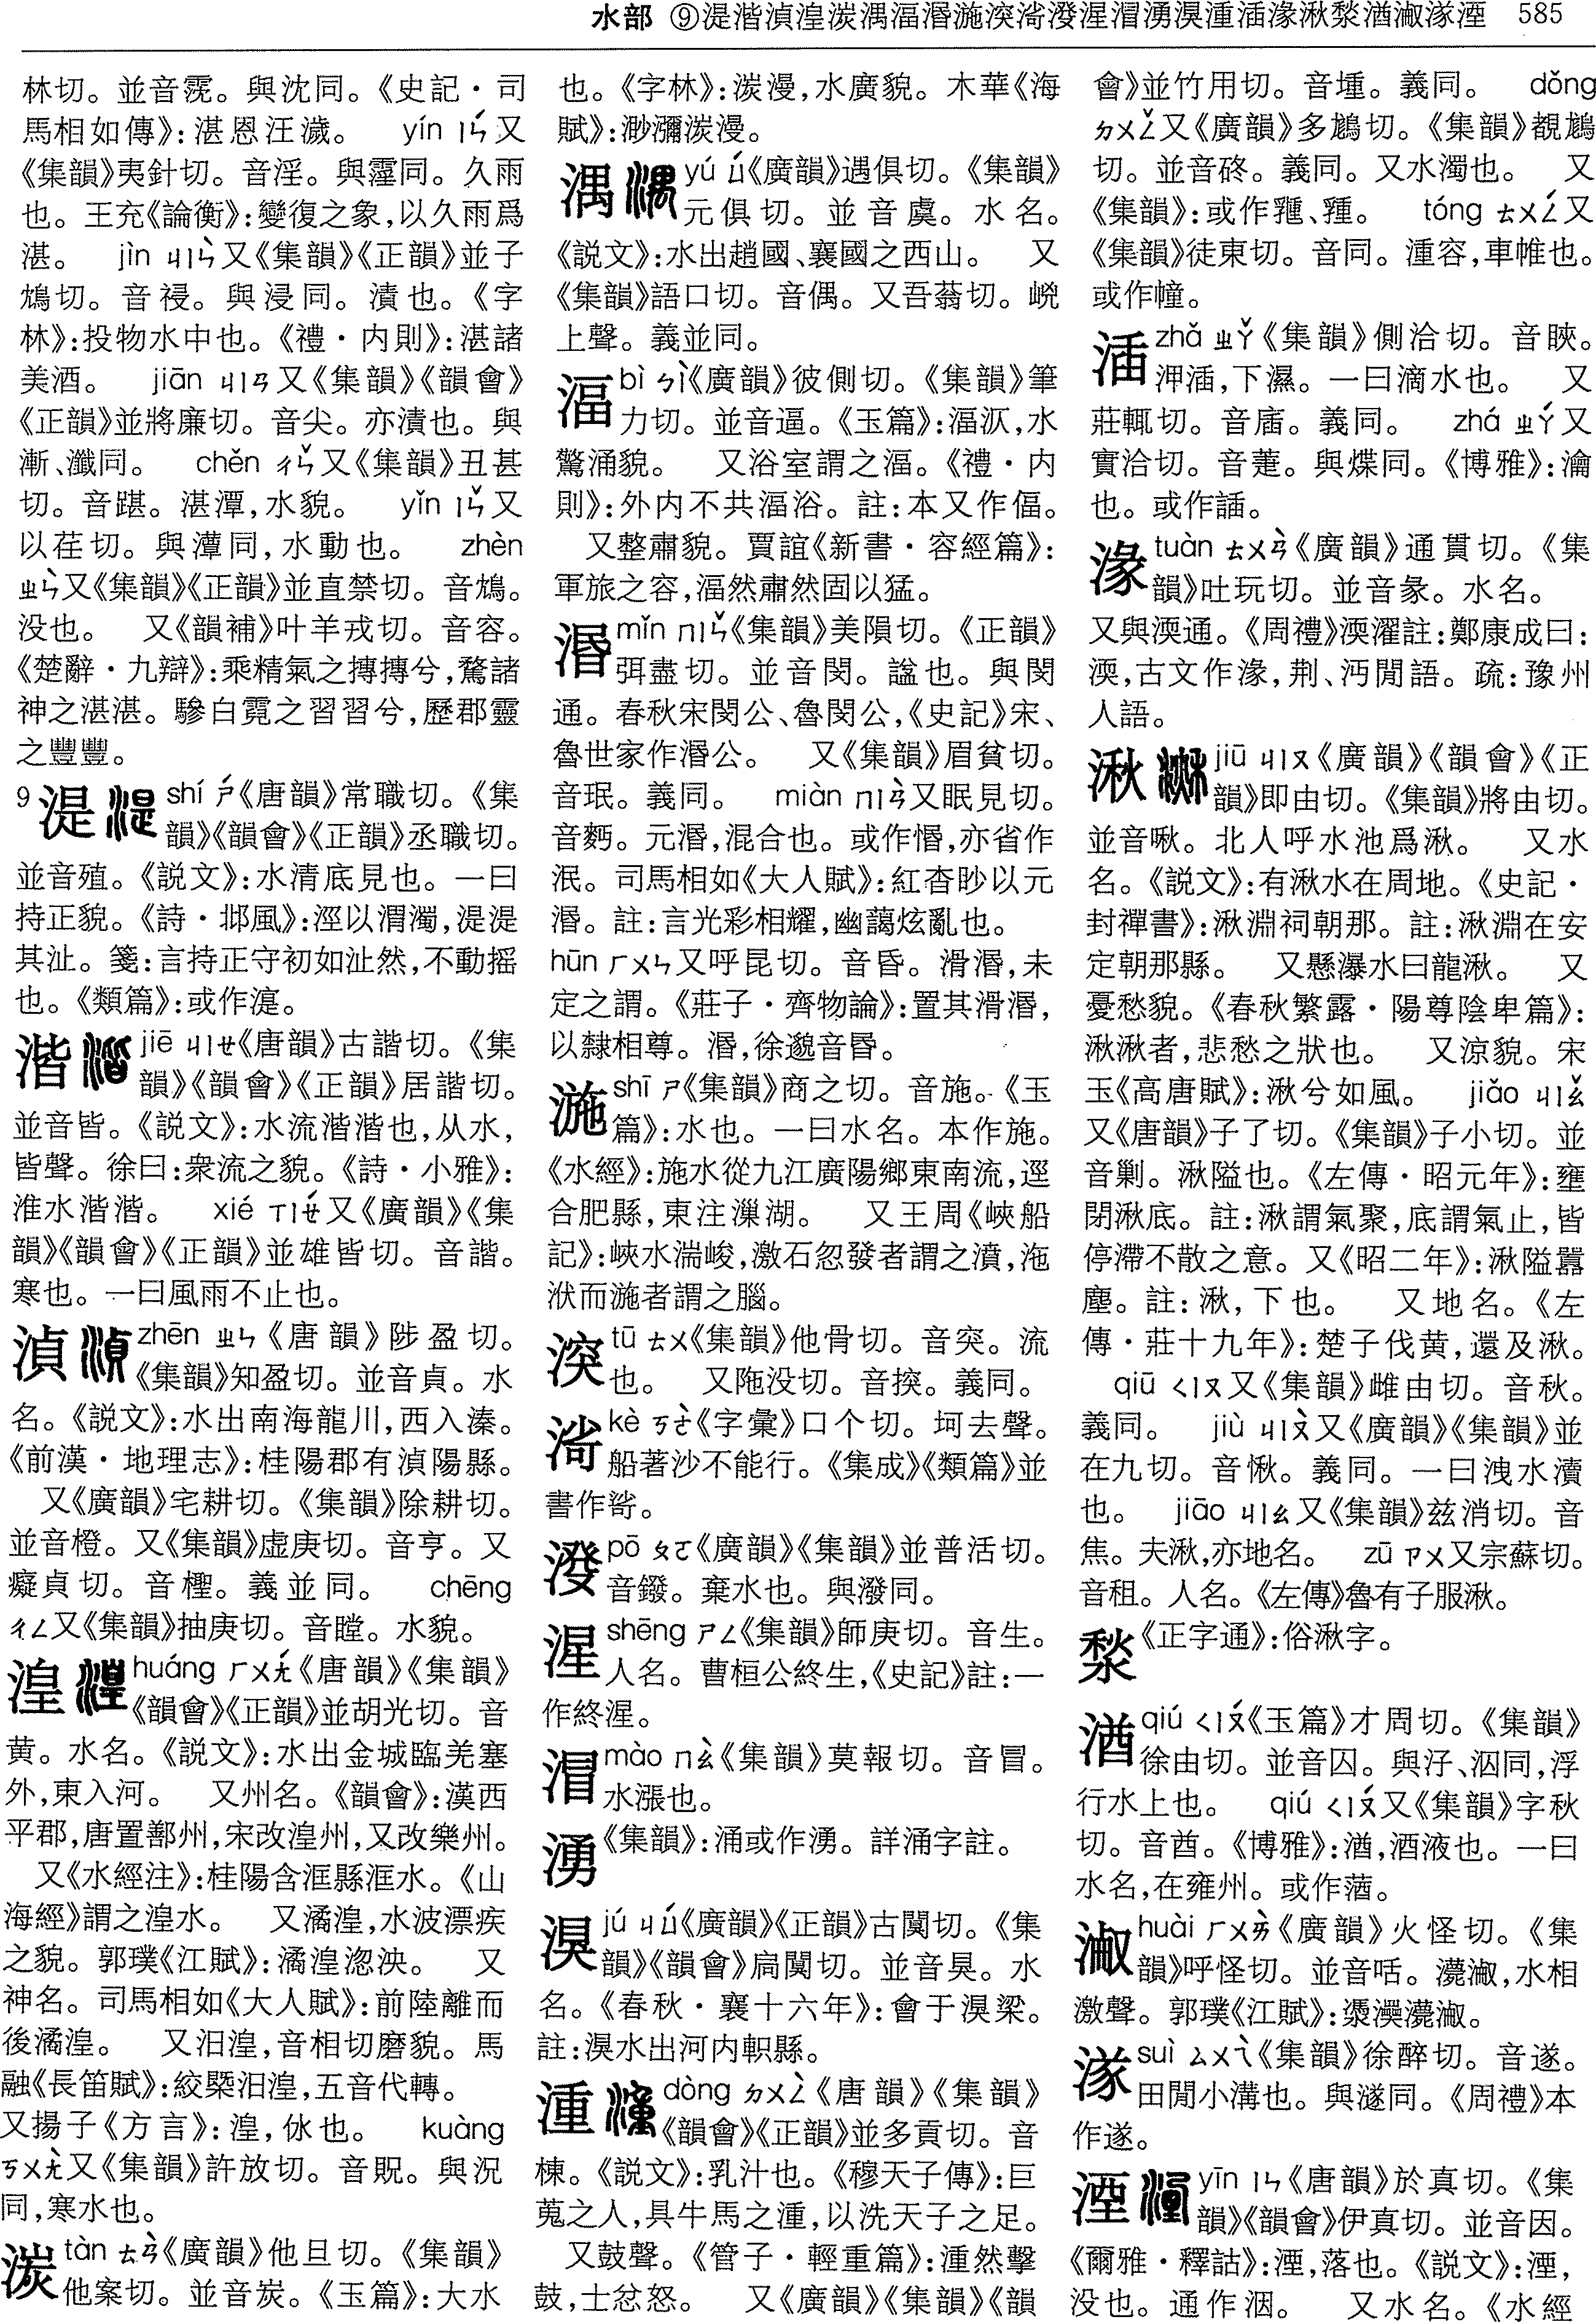 水部 ⑨湜湝湞湟湠湡湢湣湤湥渮潑湦湄湧湨湩湁湪湫湬湭湱湺湮 585
林切。並音霃。與沈同。《史記・司
馬相如傳》:湛恩汪濊。 yín ㄧㄣˊ又
《集韻》夷針切。音淫。與霪同。久雨
也。王充《論衡》:變復之象,以久雨爲
湛。 jìn ㄐㄧㄣˋ又《集韻》《正韻》並子
鴆切。音祲。與浸同。漬也。《字
林》:投物水中也。《禮・内則》:湛諸
美酒。 jiān ㄐㄧㄢ又《集韻》《韻會》
《正韻》並將廉切。音尖。亦漬也。與
漸、瀸同。 chěn ㄔㄣˇ又《集韻》丑甚
切。音踸。湛潭,水貌。 yǐn ㄧㄣˇ又
以荏切。與潭同,水動也。 zhèn
ㄓㄣˋ又《集韻》《正韻》並直禁切。音鴆。
没也。 又《韻補》叶羊戎切。音容。
《楚辭・九辯》:乘精氣之摶摶兮,騖諸
神之湛湛。驂白霓之習習兮,歷郡靈
之豐豐。
9湜 shí ㄕˊ《唐韻》常職切。《集
韻》《韻會》《正韻》丞職切。
並音殖。《説文》:水清底見也。一曰
持正貌。《詩・邶風》:涇以渭濁,湜湜
其沚。箋:言持正守初如沚然,不動摇
也。《類篇》:或作㵓。
湝 jiē ㄐㄧㄝ《唐韻》古諧切。《集
韻》《韻會》《正韻》居諧切。
並音皆。《説文》:水流湝湝也,从水,
皆聲。徐曰:衆流之貌。《詩・小雅》:
淮水湝湝。 xié ㄒㄧㄝˊ又《廣韻》《集
韻》《韻會》《正韻》並雄皆切。音諧。
寒也。一曰風雨不止也。
湞 zhēn ㄓㄣ《唐韻》陟盈切。
《集韻》知盈切。並音貞。水
名。《説文》:水出南海龍川,西入溱。
《前漢・地理志》:桂陽郡有湞陽縣。
又《廣韻》宅耕切。《集韻》除耕切。
並音橙。又《集韻》虚庚切。音亨。又
癡貞切。音檉。義並同。 chēng
ㄔㄥ又《集韻》抽庚切。音瞠。水貌。
湟 huáng ㄏㄨㄤˊ《唐韻》《集韻》
《韻會》《正韻》並胡光切。音
黄。水名。《説文》:水出金城臨羌塞
外,東入河。 又州名。《韻會》:漢西
平郡,唐置鄯州,宋改湟州,又改樂州。
又《水經注》:桂陽含洭縣洭水。《山
海經》謂之湟水。 又潏湟,水波漂疾
之貌。郭璞《江賦》:潏湟淴泱。 又
神名。司馬相如《大人賦》:前陸離而
後潏湟。 又汨湟,音相切磨貌。馬
融《長笛賦》:絞槩汨湟,五音代轉。
又揚子《方言》:湟,㳄也。 kuàng
ㄎㄨㄤˋ又《集韻》許放切。音貺。與況
同,寒水也。
湠 tàn ㄊㄢˋ《廣韻》他旦切。《集韻》
他案切。並音炭。《玉篇》:大水
也。《字林》:湠漫,水廣貌。木華《海
賦》:渺瀰湠漫。
湡 yú ㄩˊ《廣韻》遇俱切。《集韻》
元俱切。並音虞。水名。
《説文》:水出趙國、襄國之西山。 又
《集韻》語口切。音偶。又吾蓊切。㟴
上聲。義並同。
湢 bì ㄅㄧˋ《廣韻》彼側切。《集韻》筆
力切。並音逼。《玉篇》:湢㳁,水
驚涌貌。 又浴室謂之湢。《禮・内
則》:外内不共湢浴。註:本又作偪。
又整肅貌。賈誼《新書・容經篇》:
軍旅之容,湢然肅然固以猛。
湣 mǐn ㄇㄧㄣˇ《集韻》美隕切。《正韻》
弭盡切。並音閔。諡也。與閔
通。春秋宋閔公、魯閔公,《史記》宋、
魯世家作湣公。 又《集韻》眉貧切。
音珉。義同。 miàn ㄇㄧㄢˋ又眠見切。
音麪。元湣,混合也。或作惽,亦省作
泯。司馬相如《大人賦》:紅杳眇以元
湣。註:言光彩相耀,幽藹炫亂也。
hūn ㄏㄨㄣ又呼昆切。音昏。滑湣,未
定之謂。《莊子・齊物論》:置其滑湣,
以隸相尊。湣,徐邈音昬。
湤 shī ㄕ《集韻》商之切。音施。《玉
篇》:水也。一曰水名。本作施。
《水經》:施水從九江廣陽鄉東南流,逕
合肥縣,東注漅湖。 又王周《峽船
記》:峽水湍峻,激石忽發者謂之濆,沲
洑而湤者謂之腦。
湥 tū ㄊㄨ《集韻》他骨切。音突。流
也。 又陁没切。音揬。義同。
kè ㄎㄜˋ《字彙》口个切。坷去聲。
船著沙不能行。《集成》《類篇》並
書作䯊。
pō ㄆㄛ《廣韻》《集韻》並普活切。
音鏺。棄水也。與潑同。
湦 shēng ㄕㄥ《集韻》師庚切。音生。
人名。曹桓公終生,《史記》註:一
作終湦。
mào ㄇㄠˋ《集韻》莫報切。音冒。
水漲也。
湧 《集韻》:涌或作湧。詳涌字註。
湨 jú ㄐㄩˊ《廣韻》《正韻》古闃切。《集
韻》《韻會》扃闃切。並音狊。水
名。《春秋・襄十六年》:會于湨梁。
註:湨水出河内軹縣。
湩 dòng ㄉㄨㄥˋ《唐韻》《集韻》
《韻會》《正韻》並多貢切。音
棟。《説文》:乳汁也。《穆天子傳》:巨
蒐之人,具牛馬之湩,以洗天子之足。
又鼓聲。《管子・輕重篇》:湩然擊
鼓,士忿怒。 又《廣韻》《集韻》《韻
會》並竹用切。音堹。義同。 dǒng
ㄉㄨㄥˇ又《廣韻》多鶶切。《集韻》覩鶶
切。並音㖦。義同。又水濁也。 又
《集韻》:或作𤚏、㹿。 tóng ㄊㄨㄥˊ又
《集韻》徒東切。音同。湩容,車帷也。
或作幢。
zhǎ ㄓㄚˇ《集韻》側洽切。音眨。
浺,下濕。一曰滴水也。 又
莊輒切。音㡸。義同。 zhá ㄓㄚˊ又
實洽切。音萐。與煠同。《博雅》:瀹
也。或作㴙。
湪 tuàn ㄊㄨㄢˋ《廣韻》通貫切。《集
韻》吐玩切。並音彖。水名。
又與渜通。《周禮》渜濯註:鄭康成曰:
渜,古文作湪,荆、沔閒語。疏:豫州
人語。
湫 jiū ㄐㄧㄡ《廣韻》《韻會》《正
韻》即由切。《集韻》將由切。
並音啾。北人呼水池爲湫。 又水
名。《説文》:有湫水在周地。《史記・
封禪書》:湫淵祠朝那。註:湫淵在安
定朝那縣。 又懸瀑水曰龍湫。 又
憂愁貌。《春秋繁露・陽尊陰卑篇》:
湫湫者,悲愁之狀也。 又涼貌。宋
玉《高唐賦》:湫兮如風。 jiǎo ㄐㄧㄠˇ
又《唐韻》子了切。《集韻》子小切。並
音剿。湫隘也。《左傳・昭元年》:壅
閉湫底。註:湫謂氣聚,底謂氣止,皆
停滯不散之意。又《昭二年》:湫隘囂
塵。註:湫,下也。 又地名。《左
傳・莊十九年》:楚子伐黄,還及湫。
qiū ㄑㄧㄡ又《集韻》雌由切。音秋。
義同。 jiù ㄐㄧㄡˋ又《廣韻》《集韻》並
在九切。音愀。義同。一曰洩水瀆
也。 jiāo ㄐㄧㄠ又《集韻》兹消切。音
焦。夫湫,亦地名。 zū ㄗㄨ又宗蘇切。
音租。人名。《左傳》魯有子服湫。
湬 《正字通》:俗湫字。
湭 qiú ㄑㄧㄡˊ《玉篇》才周切。《集韻》
徐由切。並音囚。與汓、泅同,浮
行水上也。 qiú ㄑㄧㄡˊ又《集韻》字秋
切。音酋。《博雅》:湭,酒液也。一曰
水名,在雍州。或作蕕。
huài ㄏㄨㄞˋ《廣韻》火怪切。《集
韻》呼怪切。並音𠵅。㶔㴧,水相
激聲。郭璞《江賦》:漀澩㶔㴧。
suì ㄙㄨㄟˋ《集韻》徐醉切。音遂。
田閒小溝也。與澻同。《周禮》本
作遂。
湮 yīn ㄧㄣ《唐韻》於真切。《集
韻》《韻會》伊真切。並音因。
《爾雅・釋詁》:湮,落也。《説文》:湮,
没也。通作洇。 又水名。《水經